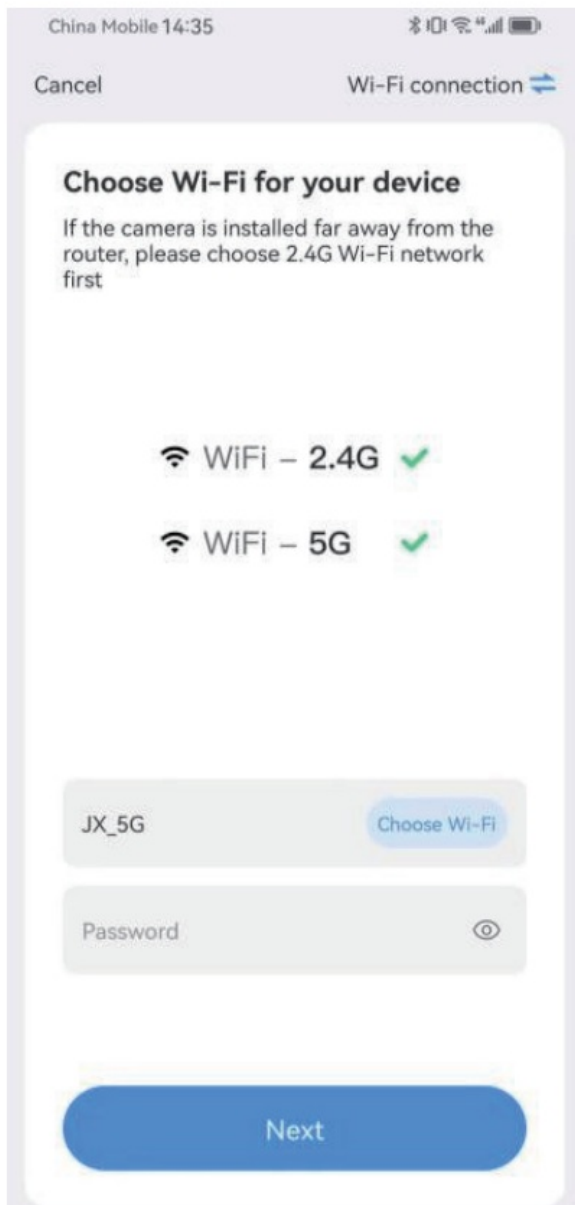 China Mobile 14:35
Cancel
Wi-Fi connection
Choose Wi-Fi for your device
If the camera is installed far away from the
router, please choose 2.4G Wi-Fi network
first
WiFi – 2.4G
WiFi – 5G
JX_5G
Choose Wi-Fi
Password
Next